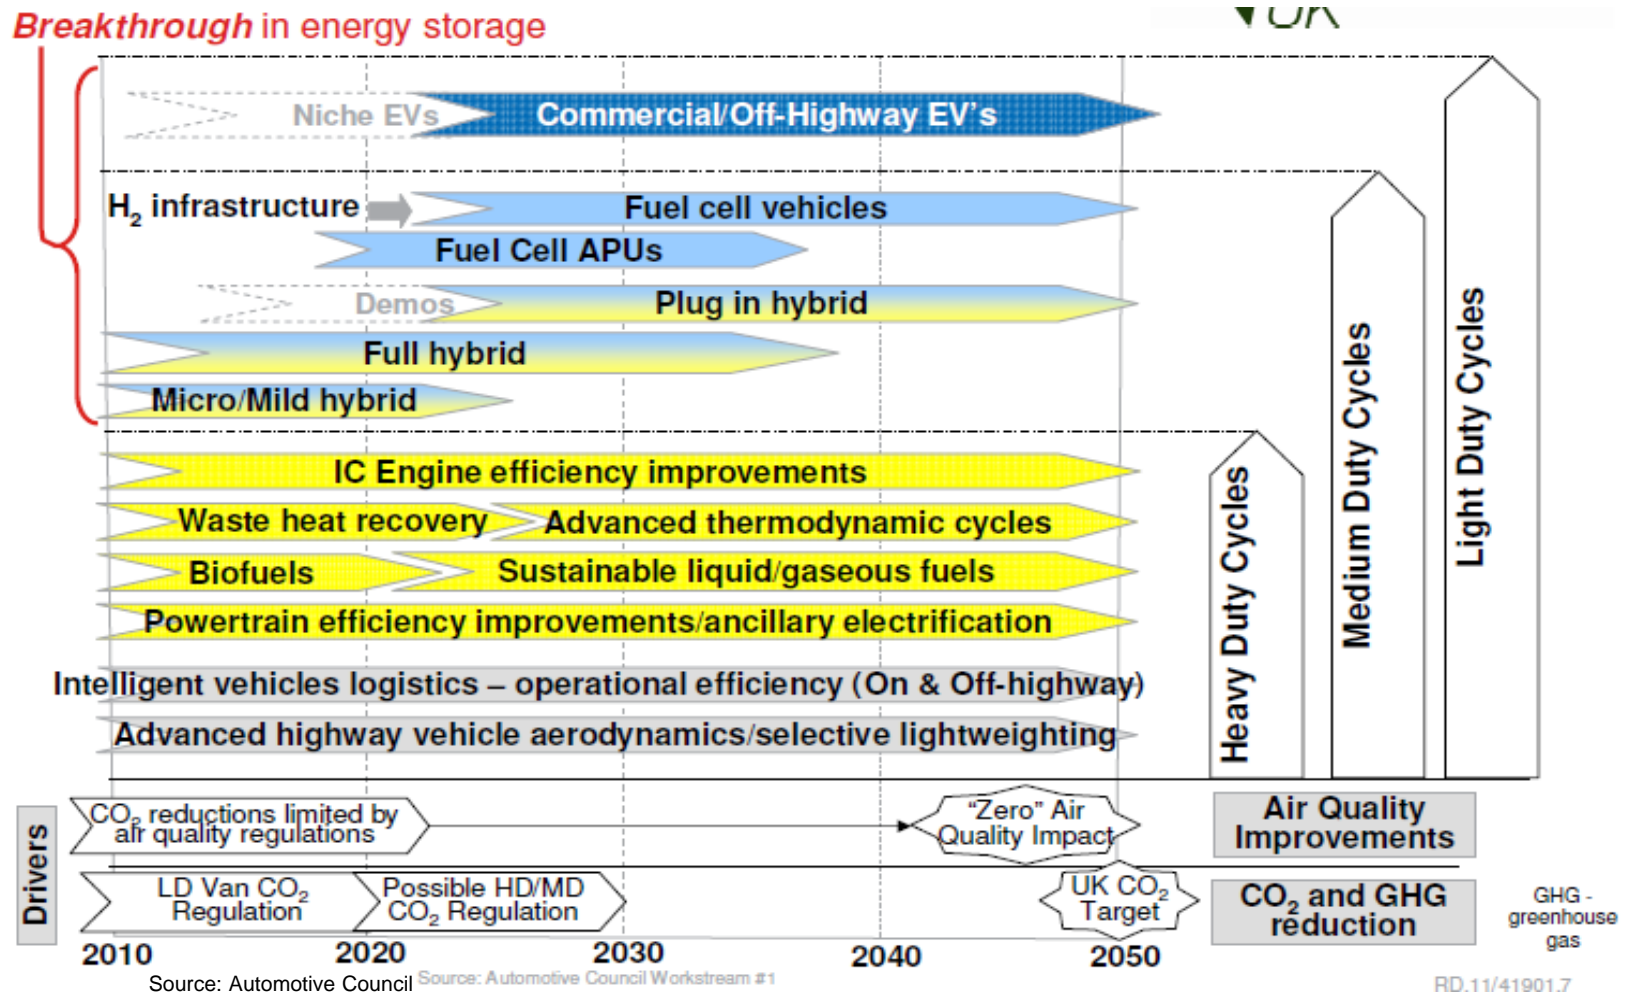 Breakthrough in energy storage
UK
Niche EVs
Commercial/Off-Highway EV's
H2 infrastructure
Fuel cell vehicles
Fuel Cell APUs
Demos
Plug in hybrid
Full hybrid
Micro/Mild hybrid
IC Engine efficiency improvements
Waste heat recovery
Advanced thermodynamic cycles
Biofuels
Sustainable liquid/gaseous fuels
Powertrain efficiency improvements/ancillary electrification
Intelligent vehicles logistics – operational efficiency (On & Off-highway)
Advanced highway vehicle aerodynamics/selective lightweighting
Heavy Duty Cycles
Medium Duty Cycles
Light Duty Cycles
Drivers
CO2 reductions limited by
air quality regulations
“Zero” Air
Quality Impact
Air Quality
Improvements
LD Van CO2
Regulation
Possible HD/MD
CO2 Regulation
UK CO2
Target
CO2 and GHG
reduction
GHG -
greenhouse
gas
2010
2020
2030
2040
2050
Source: Automotive Council
Source: Automotive Council Workstream #1
RD.11/41901.7